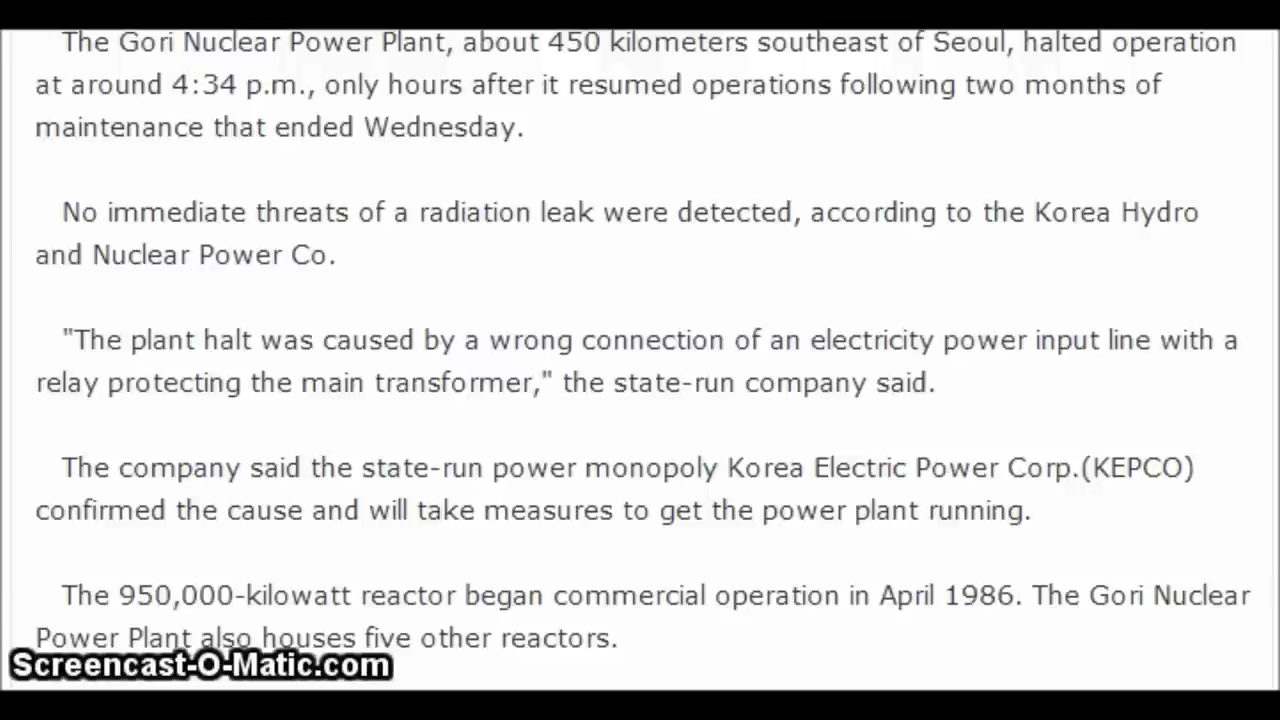 The Gori Nuclear Power Plant, about 450 kilometers southeast of Seoul, halted operation
at around 4:34 p.m., only hours after it resumed operations following two months of
maintenance that ended Wednesday.
No immediate threats of a radiation leak were detected, according to the Korea Hydro
and Nuclear Power Co.
"The plant halt was caused by a wrong connection of an electricity power input line with a
relay protecting the main transformer," the state-run company said.
The company said the state-run power monopoly Korea Electric Power Corp.(KEPCO)
confirmed the cause and will take measures to get the power plant running.
The 950,000-kilowatt reactor began commercial operation in April 1986. The Gori Nuclear
Power Plant also houses five other reactors.
Screencast-O-Matic.com